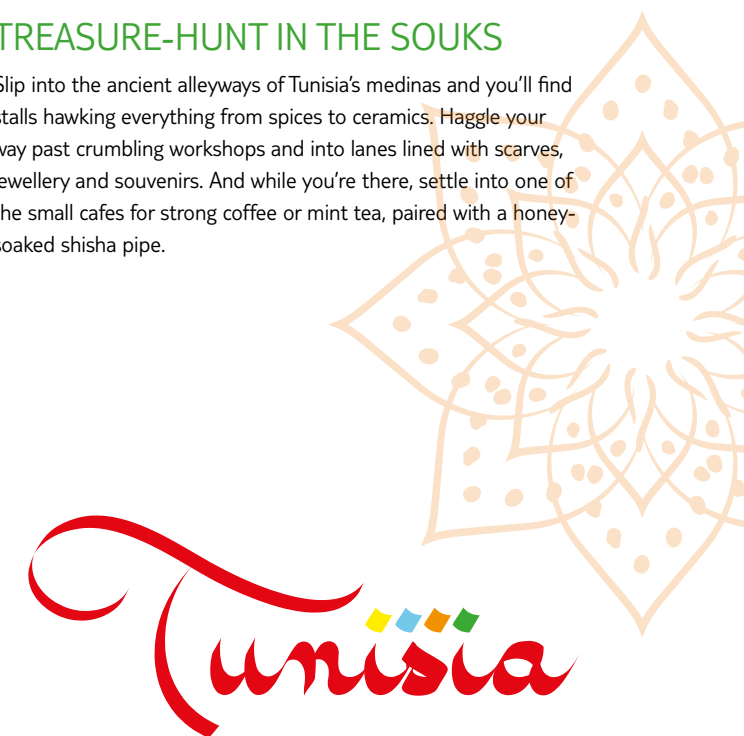 TREASURE-HUNT IN THE SOUKS
Slip into the ancient alleyways of Tunisia’s medinas and you’ll find
stalls hawking everything from spices to ceramics. Haggle your
way past crumbling workshops and into lanes lined with scarves,
jewellery and souvenirs. And while you’re there, settle into one of
the small cafes for strong coffee or mint tea, paired with a honey-
soaked shisha pipe.
Tunisia